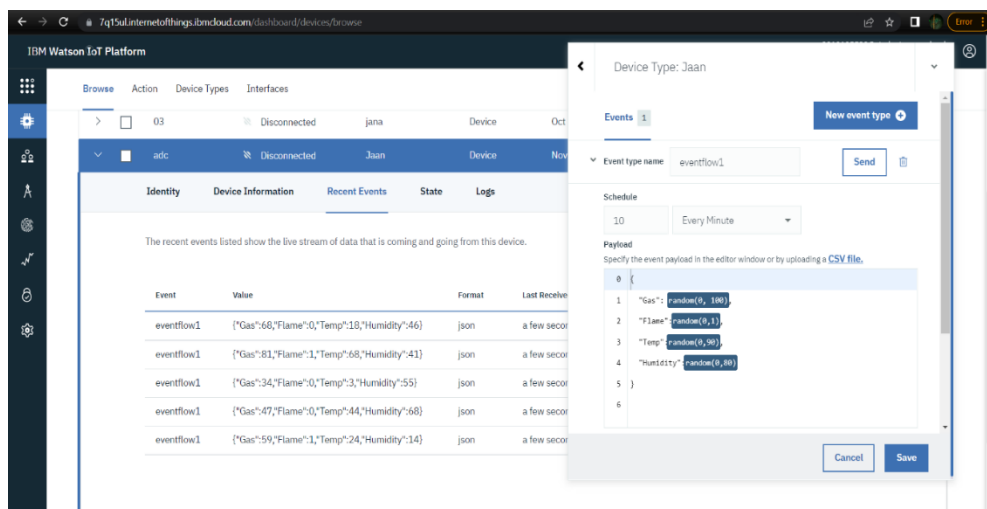 7q15ul.internetofthings.ibmcloud.com/dashboard/devices/browse
Error
IBM Watson IoT Platform
Browse Action Device Types Interfaces
03 Disconnected jana Device Oct
adc Disconnected Jaan Device Nov
Identity Device Information Recent Events State Logs
The recent events listed show the live stream of data that is coming and going from this device.
Event Value Format Last Receive
eventflow1 {"Gas":68,"Flame":0,"Temp":18,"Humidity":46} json a few secon
eventflow1 {"Gas":81,"Flame":1,"Temp":68,"Humidity":41} json a few secon
eventflow1 {"Gas":34,"Flame":0,"Temp":3,"Humidity":55} json a few secon
eventflow1 {"Gas":47,"Flame":0,"Temp":44,"Humidity":68} json a few secon
eventflow1 {"Gas":59,"Flame":1,"Temp":24,"Humidity":14} json a few secon
Device Type: Jaan
Events 1
New event type
Event type name eventflow1 Send
Schedule
10 Every Minute
Payload
Specify the event payload in the editor window or by uploading a CSV file.
0 {
1 "Gas": random(0, 100),
2 "Flame":random(0,1),
3 "Temp":random(0,90),
4 "Humidity":random(0,80)
5 }
6
Cancel Save